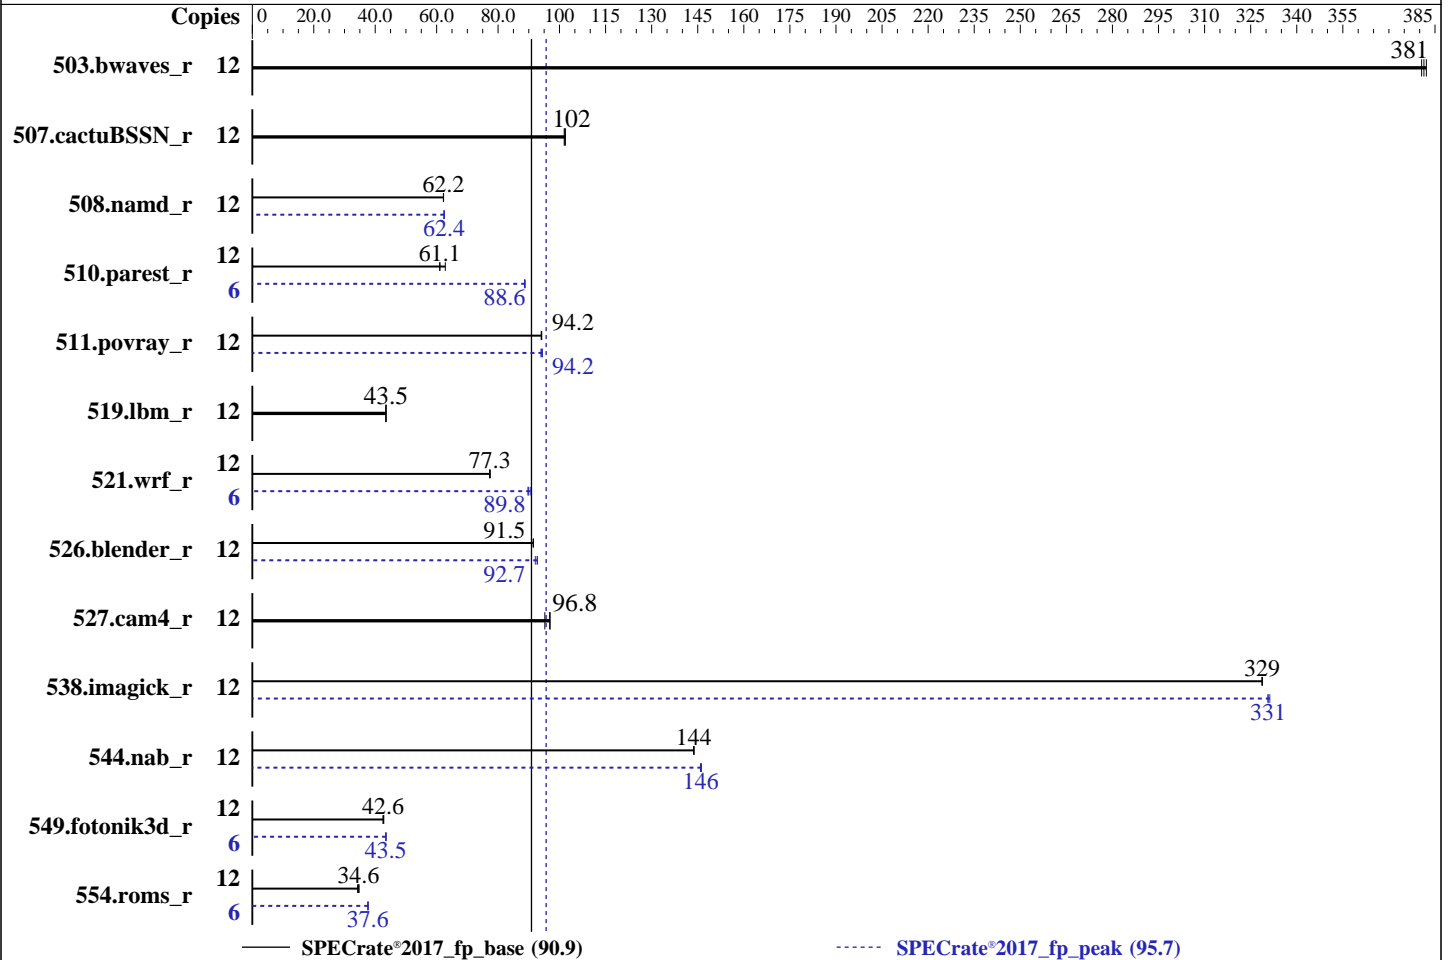 Copies 0 20.0 40.0 60.0 80.0 100 115 130 145 160 175 190 205 220 235 250 265 280 295 310 325 340 355 385
503.bwaves_r 12 381
507.cactuBSSN_r 12 102
508.namd_r 12 62.2
62.4
510.parest_r 12 61.1
6 88.6
511.povray_r 12 94.2
94.2
519.lbm_r 12 43.5
521.wrf_r 12 77.3
6 89.8
526.blender_r 12 91.5
92.7
527.cam4_r 12 96.8
538.imagick_r 12 329
331
544.nab_r 12 144
146
549.fotonik3d_r 12 42.6
6 43.5
554.roms_r 12 34.6
6 37.6
SPECrate®2017_fp_base (90.9) SPECrate®2017_fp_peak (95.7)